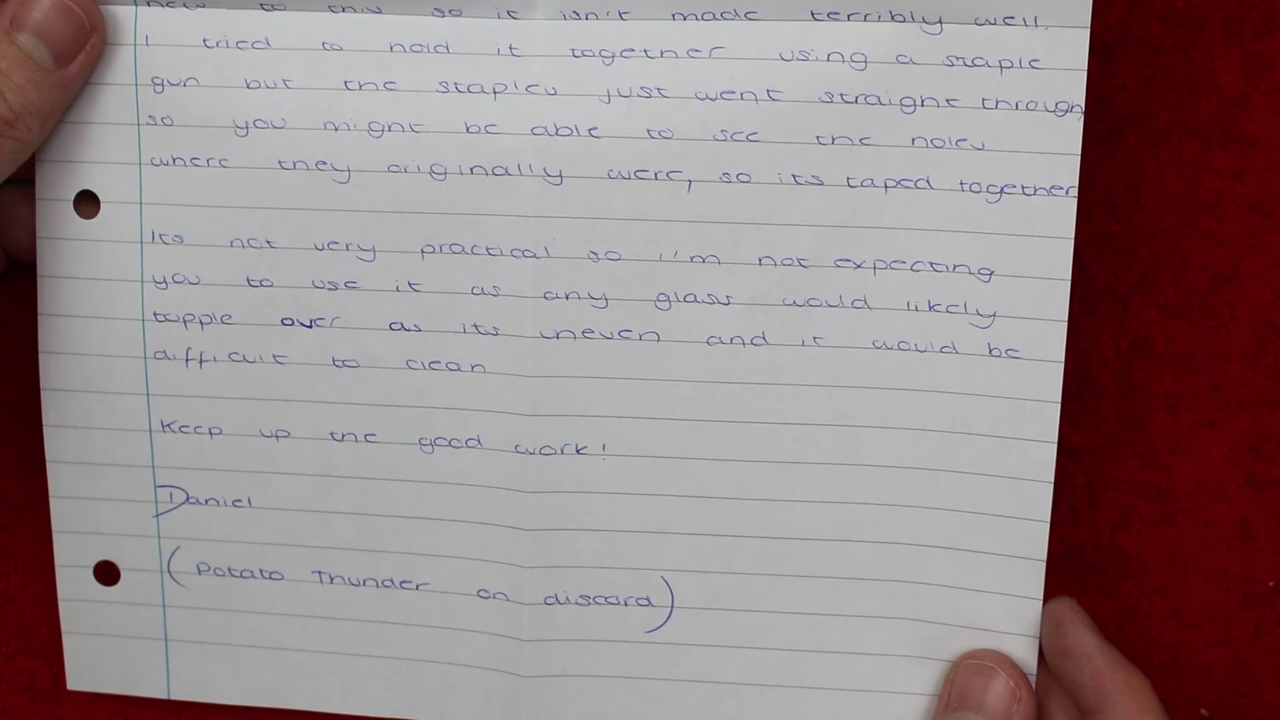 new to this so it isn't made terribly well.
I tried to hold it together using a staple
gun but the staples just went straight through
so you might be able to see the holes
where they originally were, so its taped together
Its not very practical so i'm not expecting
you to use it as any glass would likely
topple over as its uneven and it would be
difficult to clean
Keep up the good work!
Daniel
(Potato Thunder on discord)